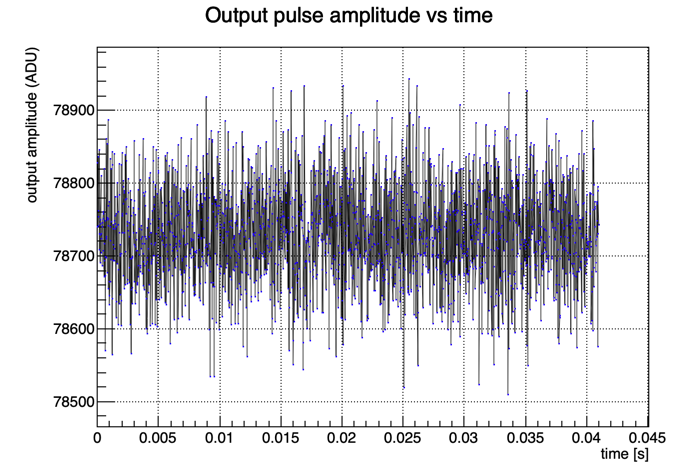 Output pulse amplitude vs time
output amplitude (ADU)
78900
78800
78700
78600
78500
0 0.005 0.01 0.015 0.02 0.025 0.03 0.035 0.04 0.045
time [s]